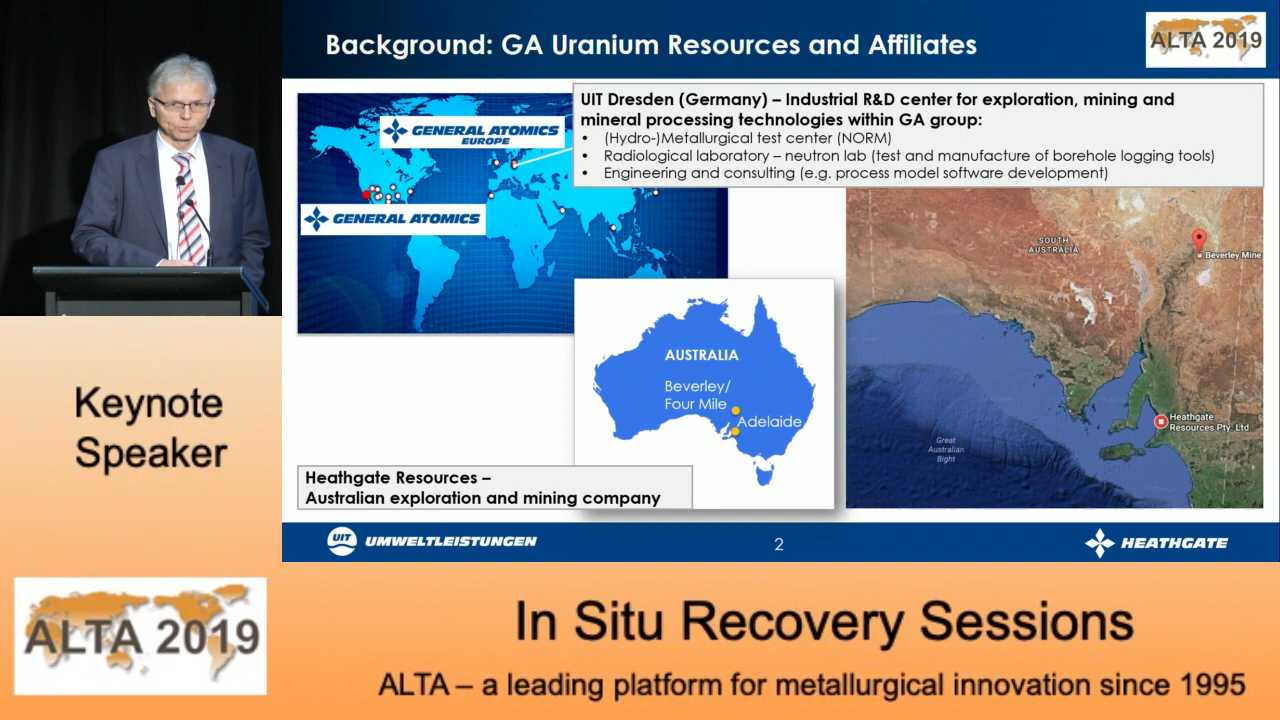 Background: GA Uranium Resources and Affiliates
ALTA 2019
GENERAL ATOMICS
EUROPE
GENERAL ATOMICS
UIT Dresden (Germany) – Industrial R&D center for exploration, mining and
mineral processing technologies within GA group:
• (Hydro-)Metallurgical test center (NORM)
• Radiological laboratory – neutron lab (test and manufacture of borehole logging tools)
• Engineering and consulting (e.g. process model software development)
SOUTH
AUSTRALIA
Beverley Mine
AUSTRALIA
Beverley/
Four Mile
Adelaide
Heathgate
Resources Pty. Ltd.
Great
Australian
Bight
Heathgate Resources –
Australian exploration and mining company
UIT UMWELTLEISTUNGEN
2
HEATHGATE
Keynote
Speaker
ALTA 2019
In Situ Recovery Sessions
ALTA – a leading platform for metallurgical innovation since 1995